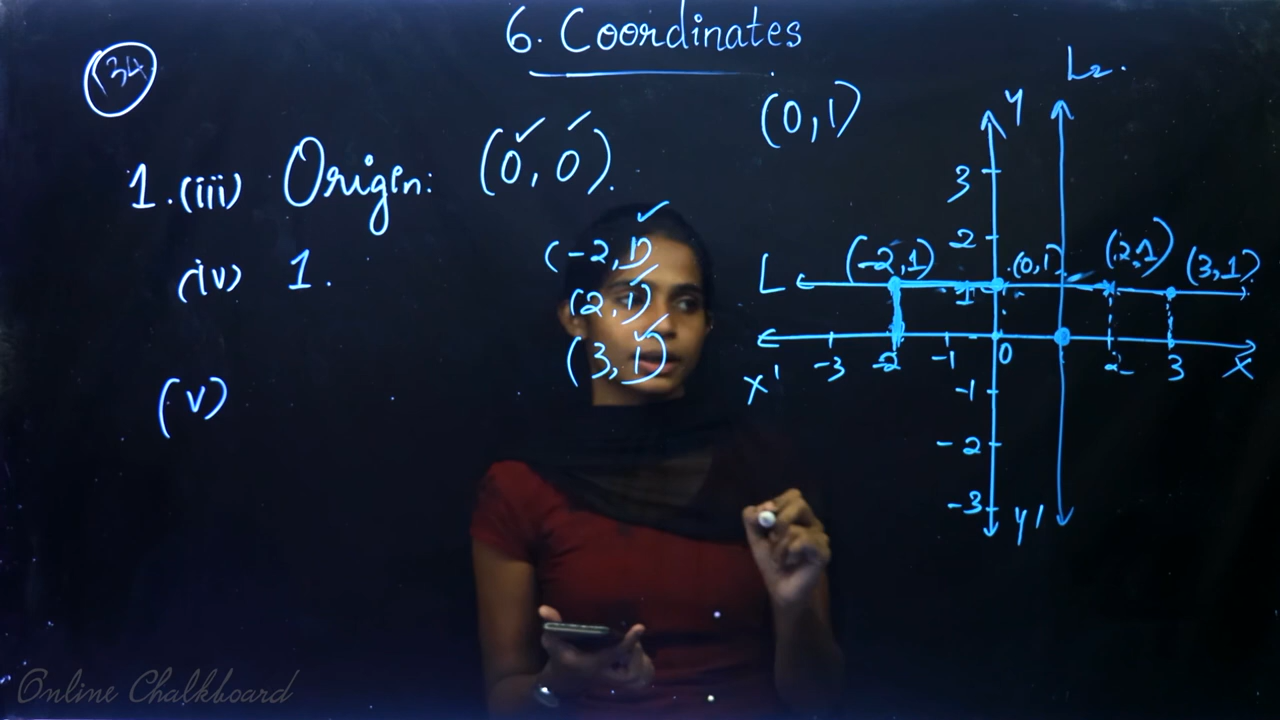 6. Coordinates
34
(0,1)
1.(iii) Origin: (0,0).
(iv) 1.
(-2,1)
(2,1)
(3,1)
(v)
L2.
Y
3
2
L (-2,1) (0,1) (2,1) (3,1)
1
X' -3 -2 -1 0 2 3 X
-1
-2
-3 Y'
Online Chalkboard